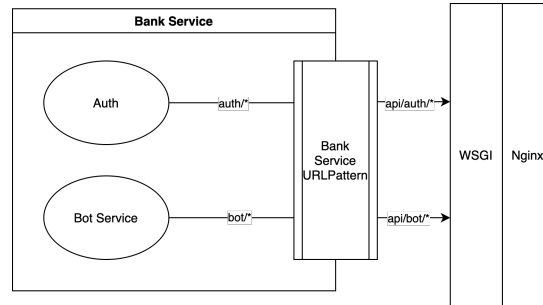 Bank Service
Auth
auth/*
Bank
Service
URLPattern
api/auth/*
WSGI
Nginx
Bot Service
bot/*
api/bot/*